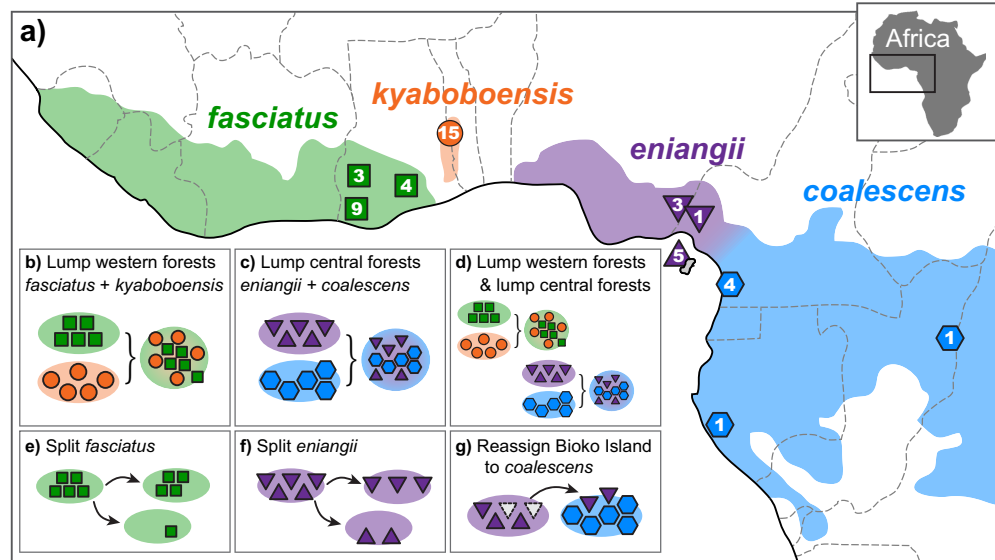 a)
Africa
kyaboboensis
fasciatus
15
eniangii
3
4
coalescens
9
3
1
5
4
1
1
b) Lump western forests
fasciatus + kyaboboensis
c) Lump central forests
eniangii + coalescens
d) Lump western forests
& lump central forests
e) Split fasciatus
f) Split eniangii
g) Reassign Bioko Island
to coalescens